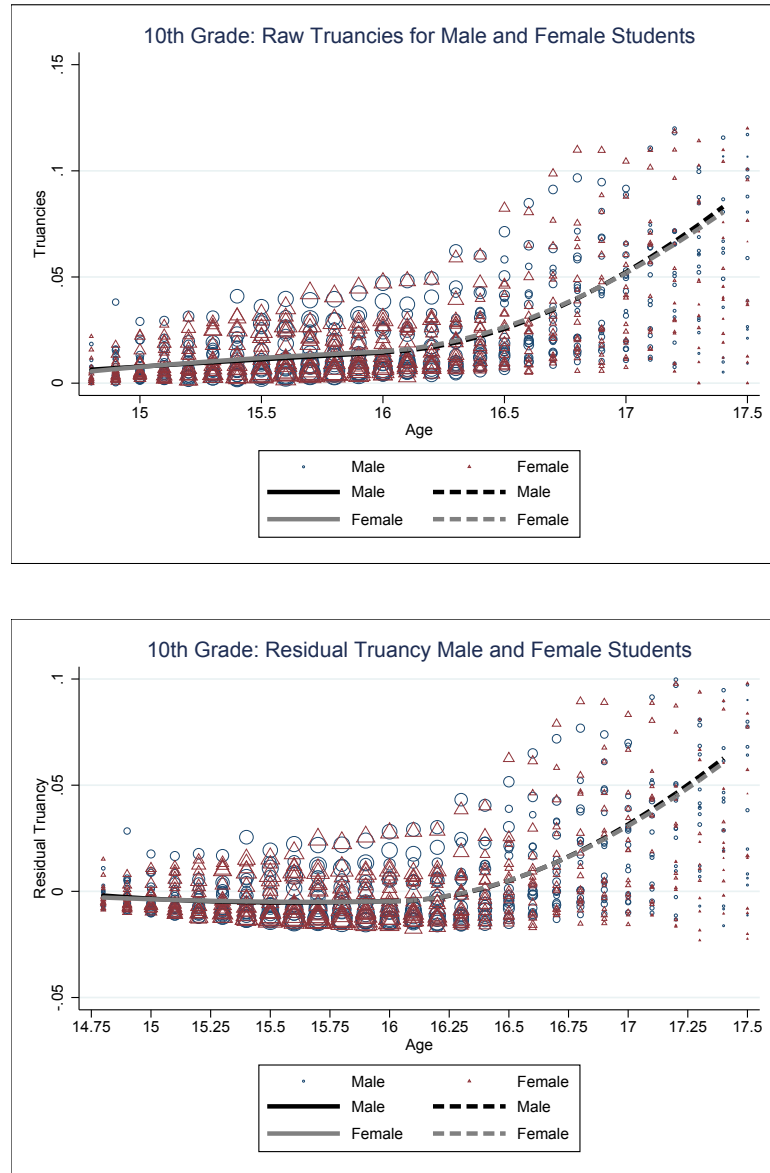 10th Grade: Raw Truancies for Male and Female Students
.15
.1
.05
0
Truancies
15 15.5 16 16.5 17 17.5
Age
Male Female
Male Male
Female Female
10th Grade: Residual Truancy Male and Female Students
.1
.05
0
-.05
Residual Truancy
14.75 15 15.25 15.5 15.75 16 16.25 16.5 16.75 17 17.25 17.5
Age
Male Female
Male Male
Female Female